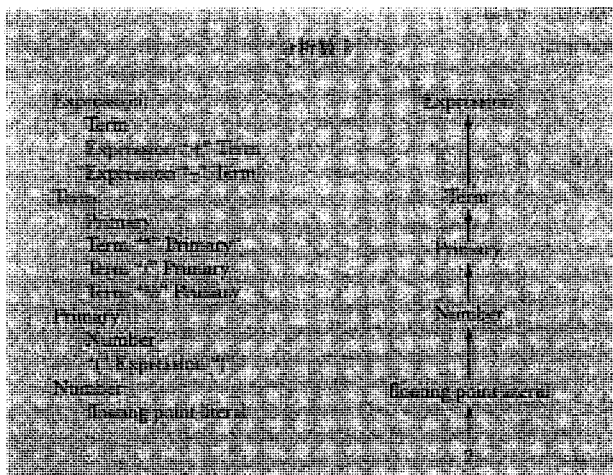 Expression:
Term
Expression "+" Term
Expression "–" Term
Term:
Primary
Term "*" Primary
Term "/" Primary
Term "%" Primary
Primary:
Number
"(" Expression ")"
Number:
floating-point-literal
Expression
Term
Primary
Number
floating-point-literal
2